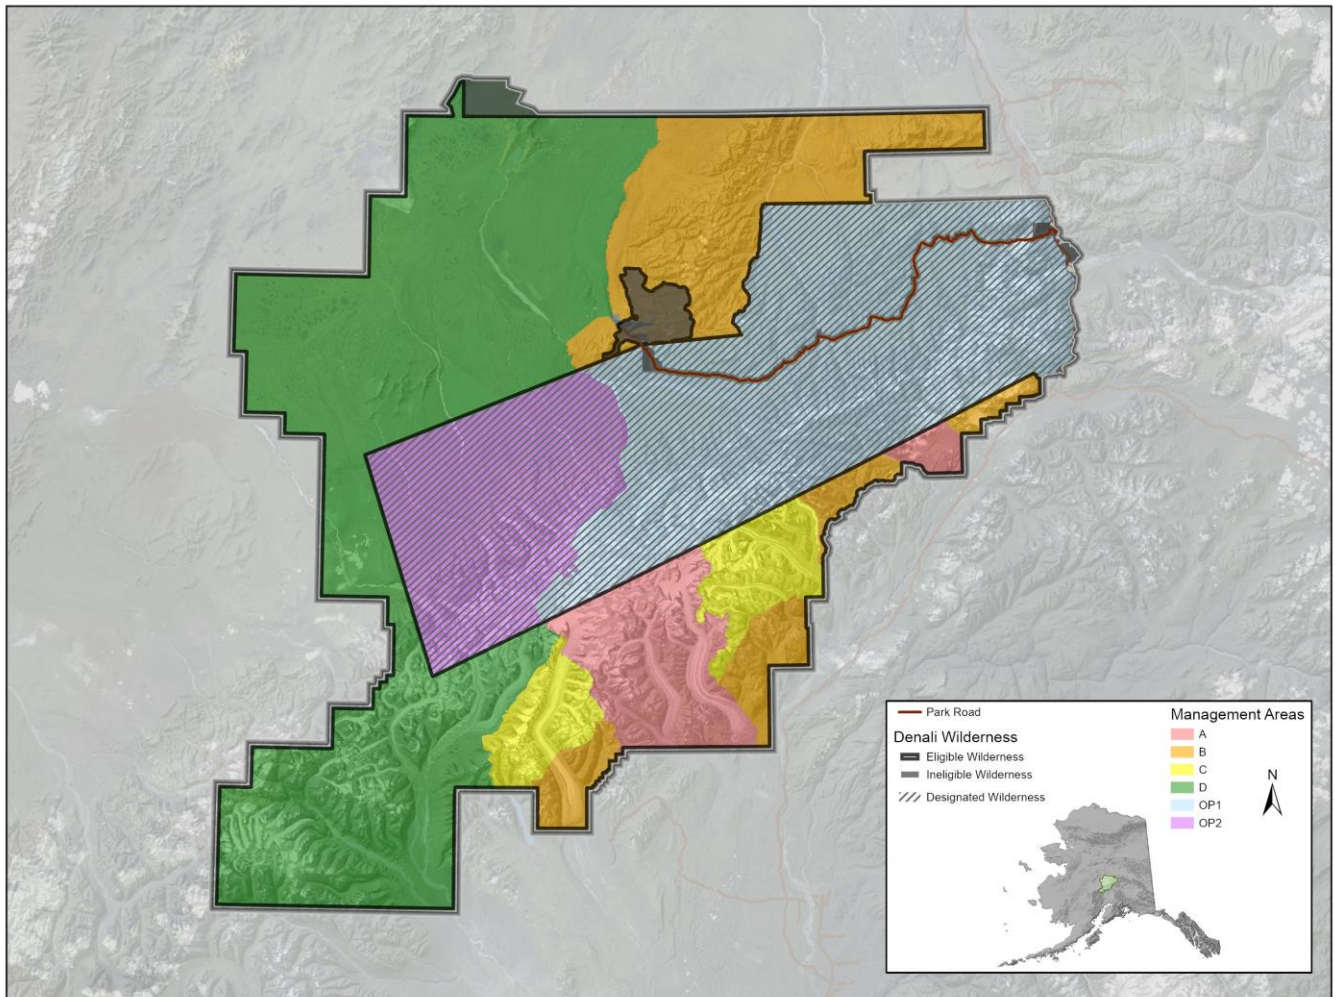 Park Road
Denali Wilderness
Eligible Wilderness
Ineligible Wilderness
Designated Wilderness
Management Areas
A
B
C
D
OP1
OP2
N